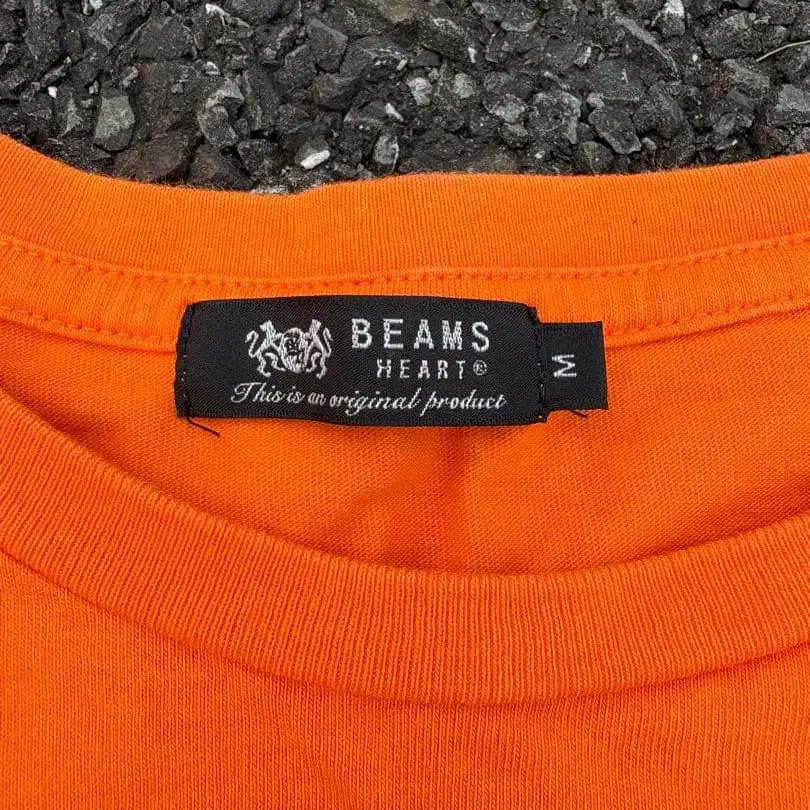 BEAMS
HEART®
This is an original product
M